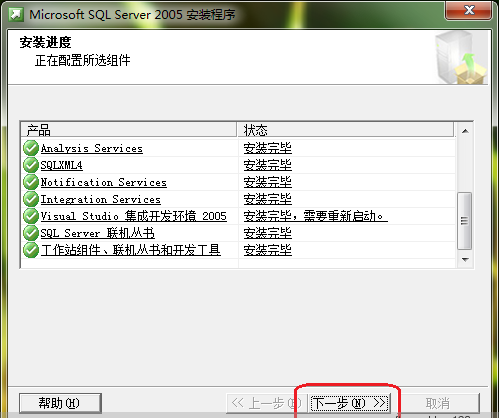 Microsoft SQL Server 2005 安装程序
安装进度
正在配置所选组件
产品 状态
Analysis Services 安装完毕
SQLXML4 安装完毕
Notification Services 安装完毕
Integration Services 安装完毕
Visual Studio 集成开发环境 2005 安装完毕，需要重新启动。
SQL Server 联机丛书 安装完毕
工作站组件、联机丛书和开发工具 安装完毕
帮助(H) << 上一步 下一步(N) >> 取消